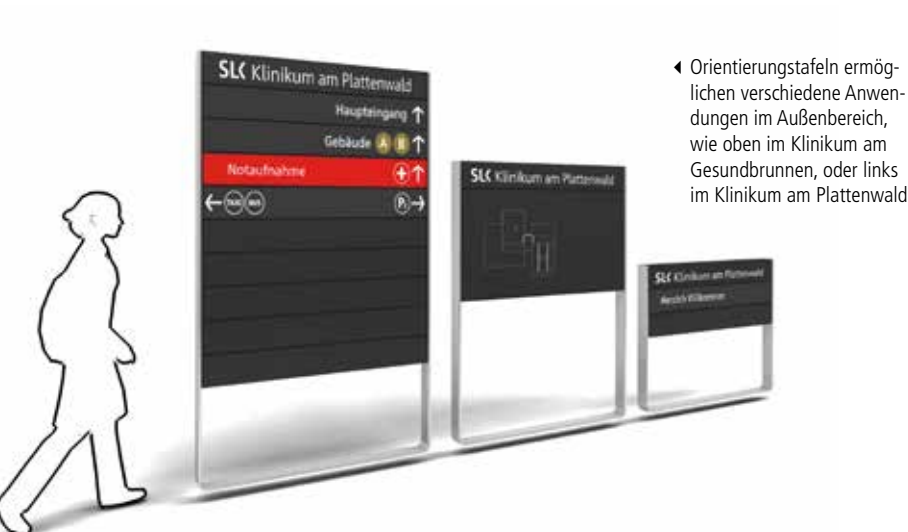 SLK Klinikum am Plattenwald
Haupteingang ↑
Gebäude A B ↑
Notaufnahme + ↑
← TAXI BUS P →
SLK Klinikum am Plattenwald
SLK Klinikum am Plattenwald
Herzlich Willkommen
Orientierungstafeln ermög-
lichen verschiedene Anwen-
dungen im Außenbereich,
wie oben im Klinikum am
Gesundbrunnen, oder links
im Klinikum am Plattenwald